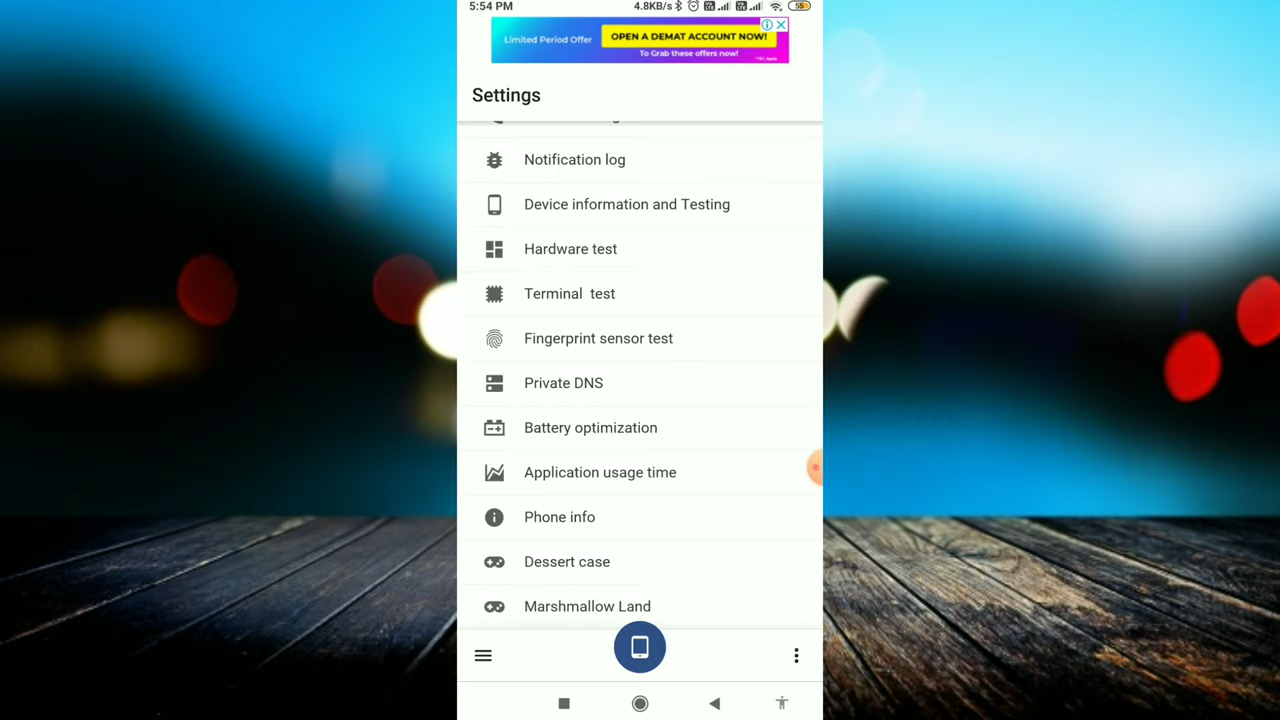 5:54 PM 4.8KB/s 55
Limited Period Offer
OPEN A DEMAT ACCOUNT NOW!
To Grab these offers now!
*T&C Apply
Settings
Notification log
Device information and Testing
Hardware test
Terminal  test
Fingerprint sensor test
Private DNS
Battery optimization
Application usage time
Phone info
Dessert case
Marshmallow Land